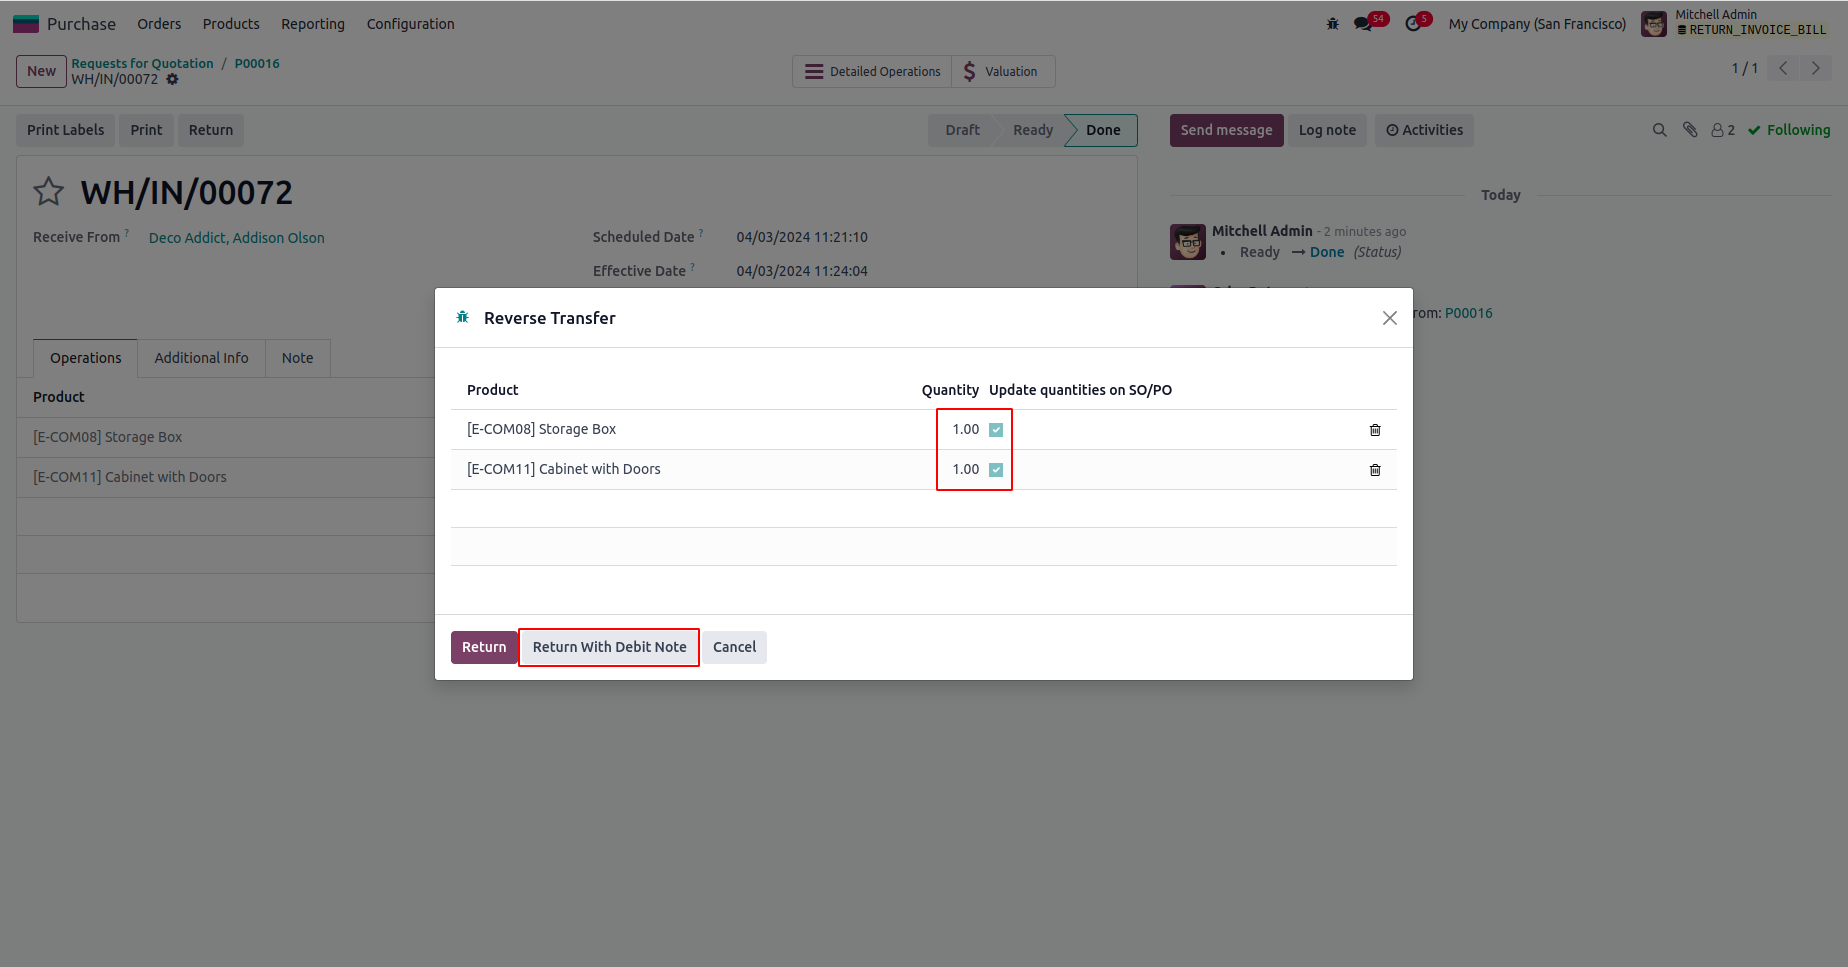 Purchase Orders Products Reporting Configuration 54 5 My Company (San Francisco) Mitchell Admin
RETURN_INVOICE_BILL
New Requests for Quotation / P00016
WH/IN/00072
Detailed Operations $ Valuation
1 / 1
Print Labels Print Return Draft Ready Done Send message Log note Activities 2 Following
WH/IN/00072
Today
Receive From ? Deco Addict, Addison Olson
Scheduled Date ? 04/03/2024 11:21:10
Effective Date ? 04/03/2024 11:24:04
Mitchell Admin - 2 minutes ago
• Ready → Done (Status)
rom: P00016
Operations Additional Info Note
Product
[E-COM08] Storage Box
[E-COM11] Cabinet with Doors
Reverse Transfer
Product Quantity Update quantities on SO/PO
[E-COM08] Storage Box 1.00
[E-COM11] Cabinet with Doors 1.00
Return Return With Debit Note Cancel